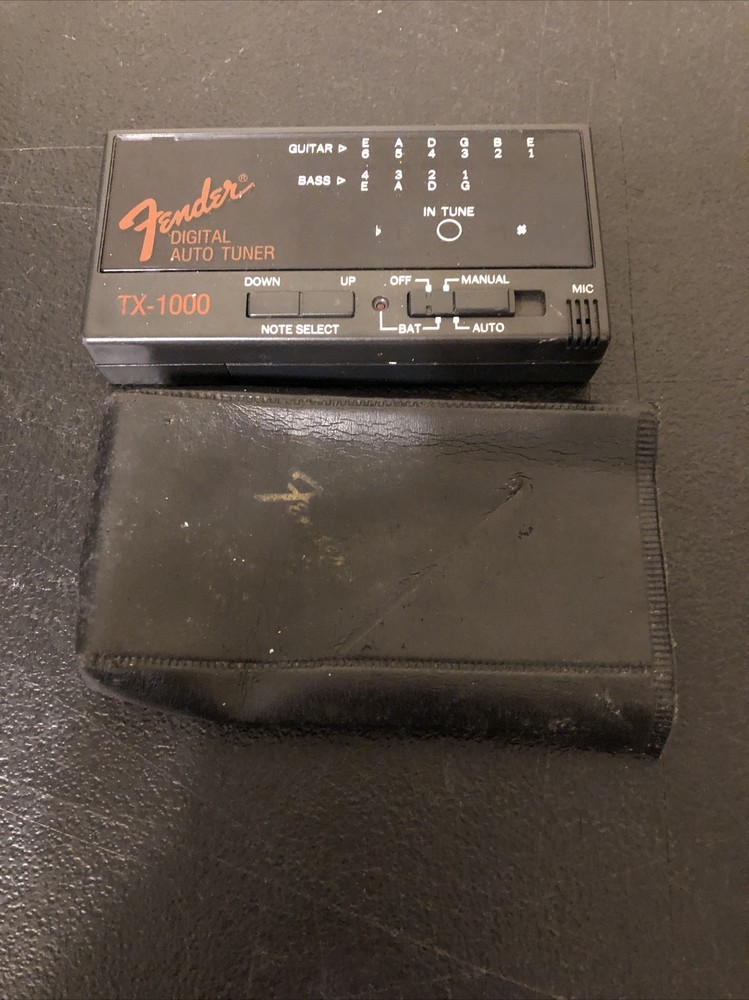 GUITAR ▷ E A D G B E
6 5 4 3 2 1
BASS ▷ 4 3 2 1
E A D G
Fender®
DIGITAL
AUTO TUNER
IN TUNE
♭ #
TX-1000
DOWN UP
NOTE SELECT
OFF MANUAL
BAT AUTO
MIC